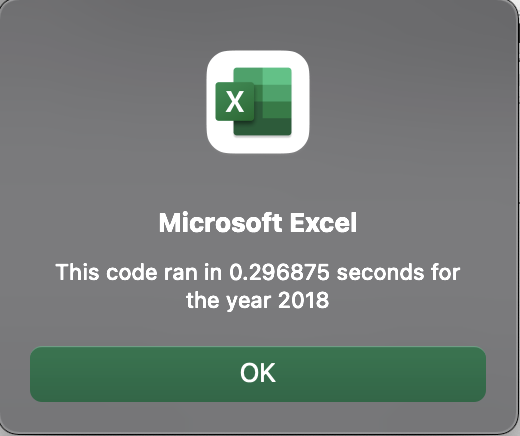 X
Microsoft Excel
This code ran in 0.296875 seconds for
the year 2018
OK